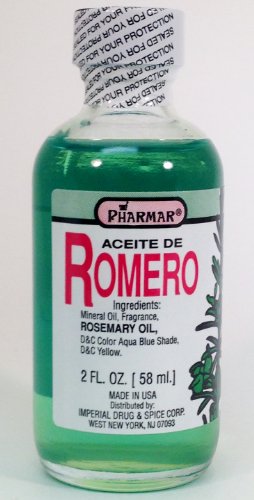 SEALED FOR YOUR PROTECTION
PHARMAR®
ACEITE DE
ROMERO
Ingredients:
Mineral Oil, Fragrance,
ROSEMARY OIL,
D&C Color Aqua Blue Shade,
D&C Yellow.
2 FL. OZ. [ 58 ml.]
MADE IN USA
Distributed by:
IMPERIAL DRUG & SPICE CORP.
WEST NEW YORK, NJ 07093